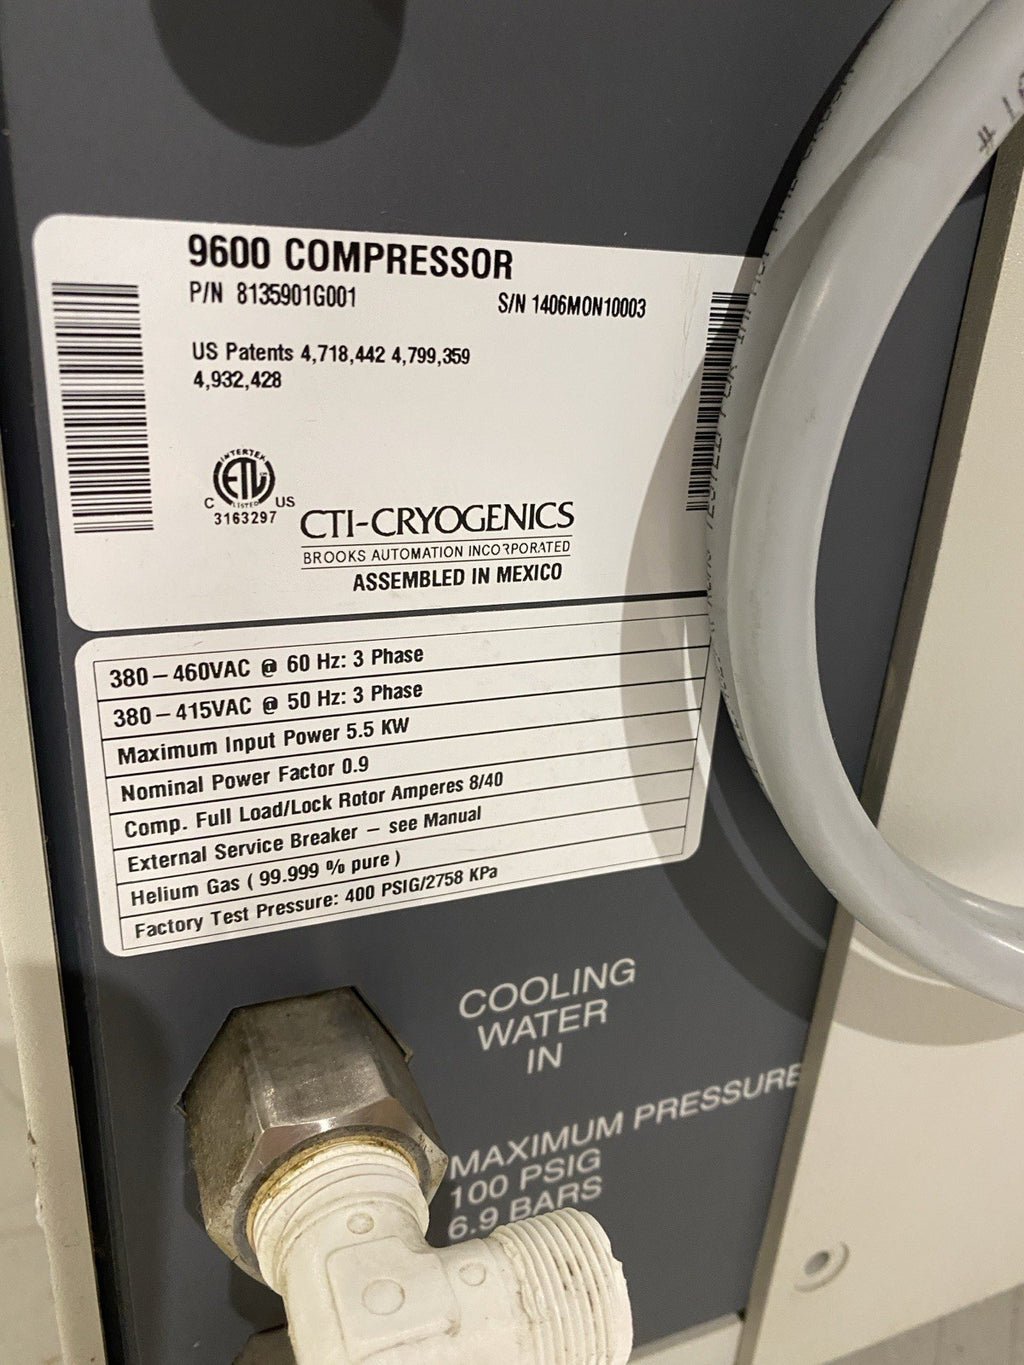 9600 COMPRESSOR
P/N 8135901G001
S/N 1406MON10003
US Patents 4,718,442 4,799,359
4,932,428
INTERTEK
ETL
LISTED
C US
3163297
CTI-CRYOGENICS
BROOKS AUTOMATION INCORPORATED
ASSEMBLED IN MEXICO
380–460VAC @ 60 Hz: 3 Phase
380–415VAC @ 50 Hz: 3 Phase
Maximum Input Power 5.5 KW
Nominal Power Factor 0.9
Comp. Full Load/Lock Rotor Amperes 8/40
External Service Breaker – see Manual
Helium Gas ( 99.999 % pure )
Factory Test Pressure: 400 PSIG/2758 KPa
COOLING
WATER
IN
MAXIMUM PRESSURE
100 PSIG
6.9 BARS